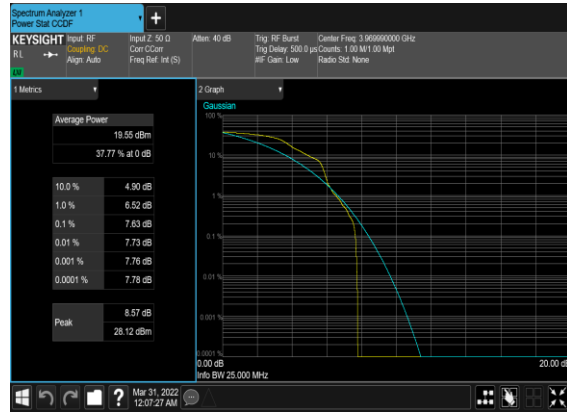 Spectrum Analyzer 1
Power Stat CCDF
+
KEYSIGHT
Input: RF
Input Z: 50 Ω
Atten: 40 dB
Trig: RF Burst
Center Freq: 3.969990000 GHz
R L
Coupling: DC
Corr CCorr
Trig Delay: 500.0 µs
Counts: 1.00 M/1.00 Mpt
Align: Auto
Freq Ref: Int (S)
#IF Gain: Low
Radio Std: None
1 Metrics
2 Graph
Average Power
19.55 dBm
37.77 % at 0 dB
10.0 % 4.90 dB
1.0 % 6.52 dB
0.1 % 7.63 dB
0.01 % 7.73 dB
0.001 % 7.76 dB
0.0001 % 7.78 dB
Peak
8.57 dB
28.12 dBm
Gaussian
100 %
10 %
1 %
0.1 %
0.01 %
0.001 %
0.0001 %
0.00 dB
20.00 dB
Info BW 25.000 MHz
?
Mar 31, 2022
12:07:27 AM